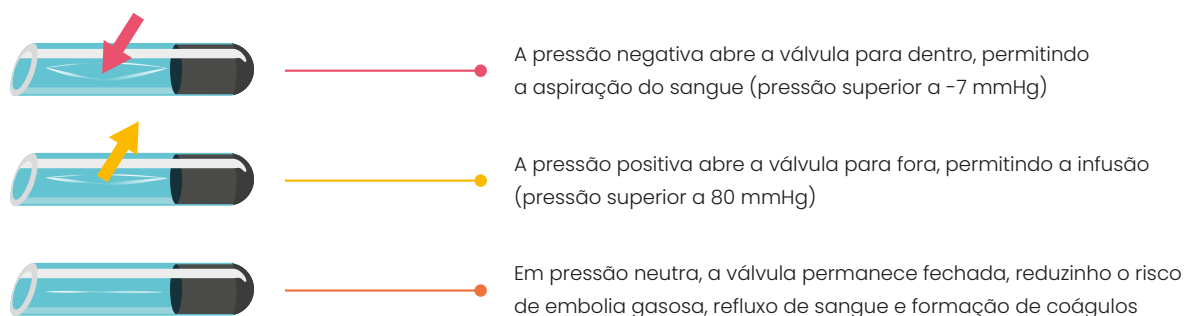 A pressão negativa abre a válvula para dentro, permitindo
a aspiração do sangue (pressão superior a -7 mmHg)
A pressão positiva abre a válvula para fora, permitindo a infusão
(pressão superior a 80 mmHg)
Em pressão neutra, a válvula permanece fechada, reduzinho o risco
de embolia gasosa, refluxo de sangue e formação de coágulos